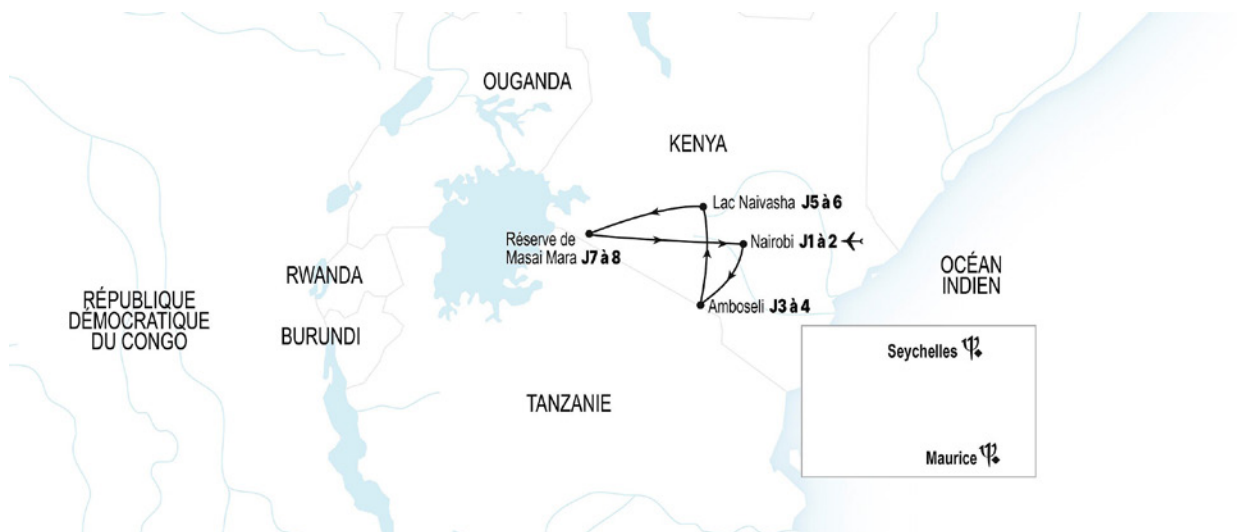 OUGANDA
KENYA
Lac Naivasha J5 à 6
Réserve de
Masai Mara J7 à 8
Nairobi J1 à 2
Amboseli J3 à 4
OCÉAN
INDIEN
RWANDA
RÉPUBLIQUE
DÉMOCRATIQUE
DU CONGO
BURUNDI
TANZANIE
Seychelles
Maurice